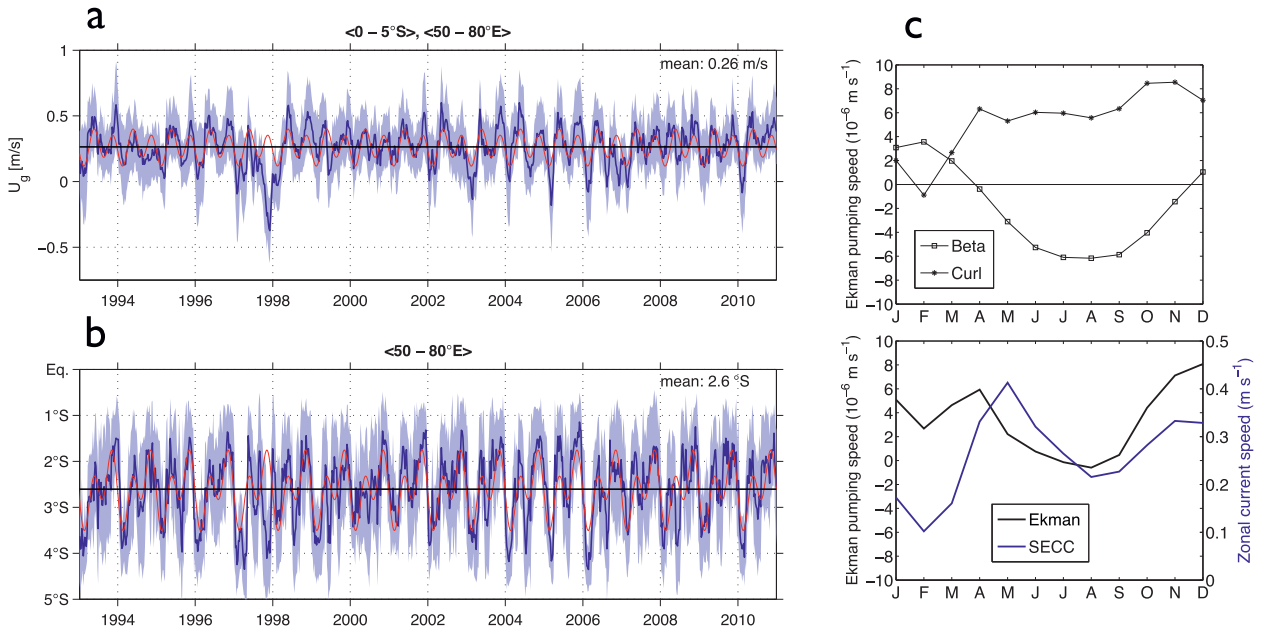 a
<0 – 5°S>, <50 – 80°E>
mean: 0.26 m/s
U_g [m/s]
1
0.5
0
−0.5
1994 1996 1998 2000 2002 2004 2006 2008 2010
b
<50 – 80°E>
mean: 2.6 °S
Eq.
1°S
2°S
3°S
4°S
5°S
1994 1996 1998 2000 2002 2004 2006 2008 2010
c
Ekman pumping speed (10⁻⁶ m s⁻¹)
10
8
6
4
2
0
−2
−4
−6
−8
−10
Beta
Curl
J F M A M J J A S O N D
Ekman pumping speed (10⁻⁶ m s⁻¹)
10
8
6
4
2
0
−2
−4
−6
−8
−10
Ekman
SECC
0.5
0.4
0.3
0.2
0.1
0
Zonal current speed (m s⁻¹)
J F M A M J J A S O N D